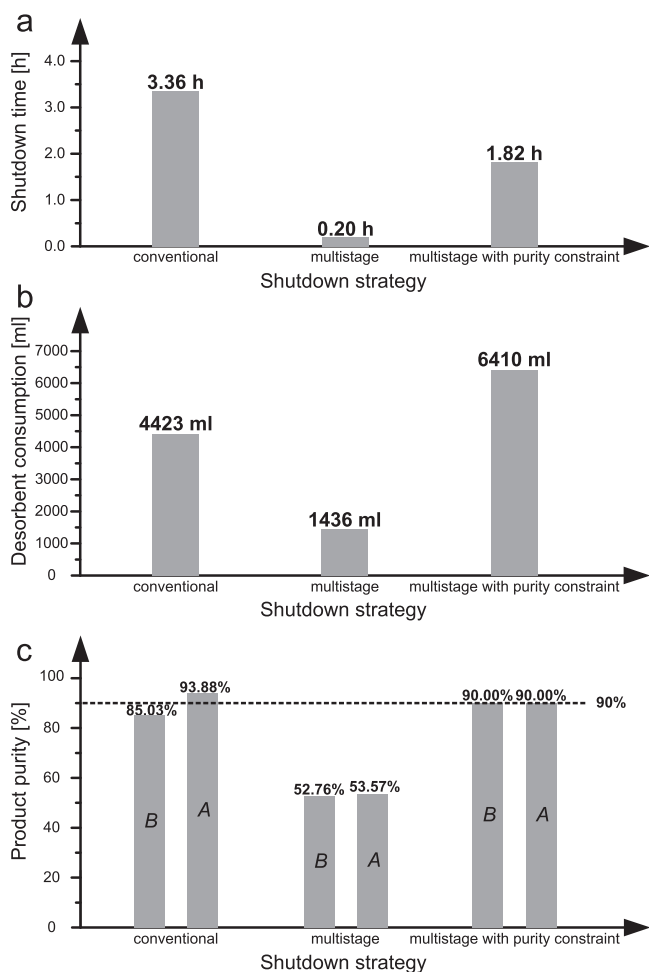 a
Shutdown time [h]
4.0
3.0
2.0
1.0
0.0
3.36 h
0.20 h
1.82 h
conventional multistage multistage with purity constraint
Shutdown strategy
b
Desorbent consumption [ml]
7000
6000
5000
4000
3000
2000
1000
0
4423 ml
1436 ml
6410 ml
conventional multistage multistage with purity constraint
Shutdown strategy
c
Product purity [%]
100
80
60
40
20
0
85.03% 93.88%
52.76% 53.57%
90.00% 90.00%
90%
B A
B A
B A
conventional multistage multistage with purity constraint
Shutdown strategy